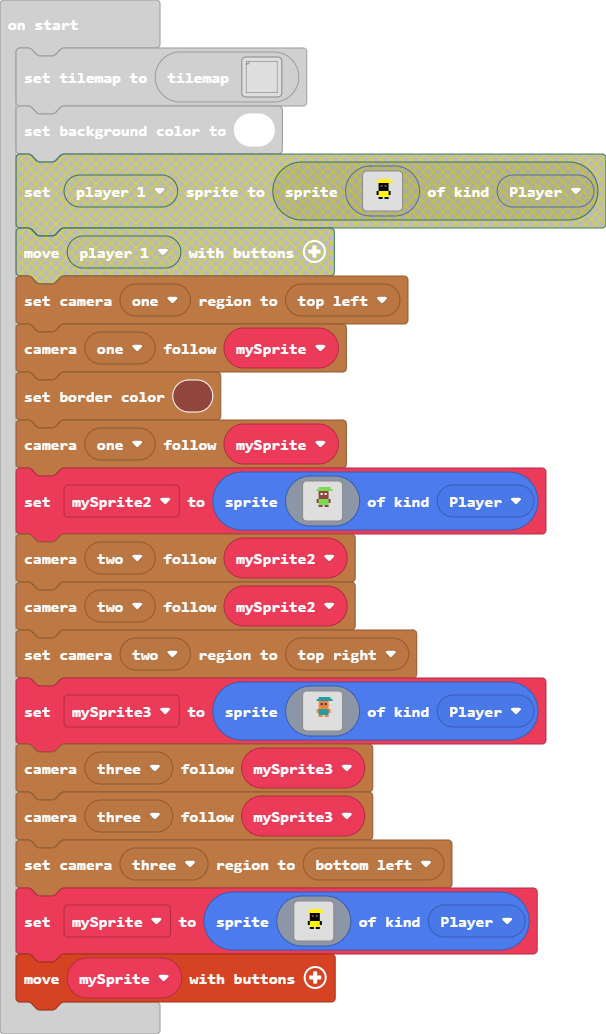 on start
set tilemap to tilemap
set background color to
set player 1 sprite to sprite of kind Player
move player 1 with buttons
set camera one region to top left
camera one follow mySprite
set border color
camera one follow mySprite
set mySprite2 to sprite of kind Player
camera two follow mySprite2
camera two follow mySprite2
set camera two region to top right
set mySprite3 to sprite of kind Player
camera three follow mySprite3
camera three follow mySprite3
set camera three region to bottom left
set mySprite to sprite of kind Player
move mySprite with buttons